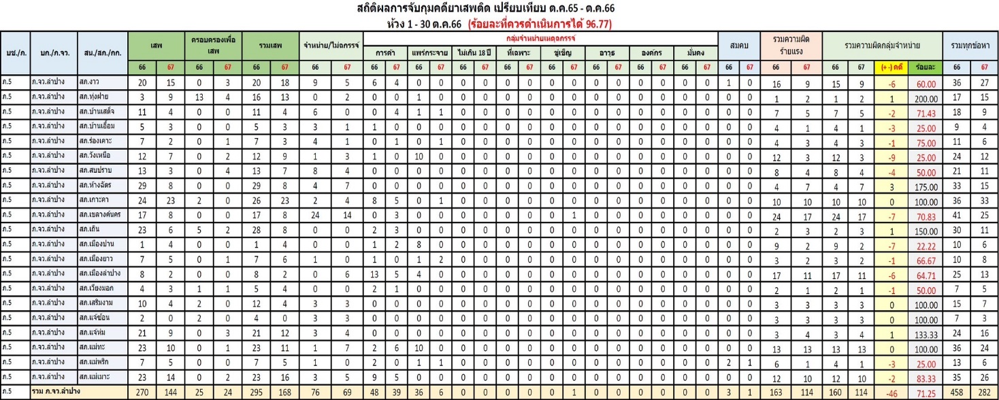 สถิติผลการจับกุมคดียาเสพติด เปรียบเทียบ ต.ค.65 - ต.ค.66
ห้วง 1 - 30 ต.ค.66 (ร้อยละที่ควรดำเนินการได้ 96.77)
บช./ภ. บก./ภ.จว. สน./สภ./กก. เสพ ครอบครองเพื่อเสพ รวมเสพ จำหน่าย/ไม่ฉกรรจ์ กลุ่มจำหน่ายเหตุฉกรรจ์ สมคบ รวมความผิดร้ายแรง รวมความผิดกลุ่มจำหน่าย รวมทุกข้อหา
การค้า แพร่กระจาย ไม่เกิน 18 ปี ที่เฉพาะ ขู่เข็ญ อาวุธ องค์กร มั่นคง
66 67 66 67 66 67 66 67 66 67 66 67 66 67 66 67 66 67 66 67 66 67 66 67 66 67 66 67 66 67 (+ -) คดี ร้อยละ 66 67
ภ.5 ภ.จว.ลำปาง สภ.งาว 20 15 0 3 20 18 9 5 6 4 0 0 0 0 0 0 0 0 0 0 0 0 0 0 1 0 16 9 15 9 -6 60.00 36 27
ภ.5 ภ.จว.ลำปาง สภ.ทุ่งฝาย 3 9 13 4 16 13 0 2 0 0 1 0 0 0 0 0 0 0 0 0 0 0 0 0 0 0 1 2 1 2 1 200.00 17 15
ภ.5 ภ.จว.ลำปาง สภ.บ้านเสด็จ 11 4 0 0 11 4 6 0 0 4 1 1 0 0 0 0 0 0 0 0 0 0 0 0 0 0 7 5 7 5 -2 71.43 18 9
ภ.5 ภ.จว.ลำปาง สภ.บ้านเอื้อม 5 3 0 0 5 3 3 1 1 0 0 0 0 0 0 0 0 0 0 0 0 0 0 0 0 0 4 1 4 1 -3 25.00 9 4
ภ.5 ภ.จว.ลำปาง สภ.ร่องเคาะ 7 2 0 1 7 3 4 1 0 1 0 1 0 0 0 0 0 0 0 0 0 0 0 0 0 0 4 3 4 3 -1 75.00 11 6
ภ.5 ภ.จว.ลำปาง สภ.วังเหนือ 12 7 0 2 12 9 1 3 1 0 10 0 0 0 0 0 0 0 0 0 0 0 0 0 0 0 12 3 12 3 -9 25.00 24 12
ภ.5 ภ.จว.ลำปาง สภ.สบปราบ 13 3 0 4 13 7 8 4 0 0 0 0 0 0 0 0 0 0 0 0 0 0 0 0 0 0 8 4 8 4 -4 50.00 21 11
ภ.5 ภ.จว.ลำปาง สภ.ห้างฉัตร 29 8 0 0 29 8 4 7 0 0 0 0 0 0 0 0 0 0 0 0 0 0 0 0 0 0 4 7 4 7 3 175.00 33 15
ภ.5 ภ.จว.ลำปาง สภ.เกาะคา 24 23 2 0 26 23 2 4 8 5 0 1 0 0 0 0 0 0 0 0 0 0 0 0 0 0 10 10 10 10 0 100.00 36 33
ภ.5 ภ.จว.ลำปาง สภ.เขลางค์นคร 17 8 0 0 17 8 24 14 0 3 0 0 0 0 0 0 0 1 0 0 0 0 0 0 0 0 24 17 24 17 -7 70.83 41 25
ภ.5 ภ.จว.ลำปาง สภ.เถิน 23 6 5 2 28 8 0 0 2 3 0 0 0 0 0 0 0 0 0 0 0 0 0 0 0 0 2 3 2 3 1 150.00 30 11
ภ.5 ภ.จว.ลำปาง สภ.เมืองปาน 1 4 0 0 1 4 0 0 1 2 8 0 0 0 0 0 0 0 0 0 0 0 0 0 0 0 9 2 9 2 -7 22.22 10 6
ภ.5 ภ.จว.ลำปาง สภ.เมืองยาว 7 5 0 1 7 6 1 0 1 0 1 2 0 0 0 0 0 0 0 0 0 0 0 0 0 0 3 2 3 2 -1 66.67 10 8
ภ.5 ภ.จว.ลำปาง สภ.เมืองลำปาง 8 2 0 0 8 2 0 6 13 5 4 0 0 0 0 0 0 0 0 0 0 0 0 0 0 0 17 11 17 11 -6 64.71 25 13
ภ.5 ภ.จว.ลำปาง สภ.เวียงมอก 4 3 1 1 5 4 0 0 2 1 0 0 0 0 0 0 0 0 0 0 0 0 0 0 0 0 2 1 2 1 -1 50.00 7 5
ภ.5 ภ.จว.ลำปาง สภ.เสริมงาม 10 4 2 0 12 4 3 3 0 0 0 0 0 0 0 0 0 0 0 0 0 0 0 0 0 0 3 3 3 3 0 100.00 15 7
ภ.5 ภ.จว.ลำปาง สภ.แจ้ซ้อน 2 0 2 0 4 0 3 3 0 0 0 0 0 0 0 0 0 0 0 0 0 0 0 0 0 0 3 3 3 3 0 100.00 7 3
ภ.5 ภ.จว.ลำปาง สภ.แจ้ห่ม 21 9 0 3 21 12 3 4 0 0 0 0 0 0 0 0 0 0 0 0 0 0 0 0 0 0 3 4 3 4 1 133.33 24 16
ภ.5 ภ.จว.ลำปาง สภ.แม่ทะ 23 10 0 1 23 11 1 7 2 6 10 0 0 0 0 0 0 0 0 0 0 0 0 0 0 0 13 13 13 13 0 100.00 36 24
ภ.5 ภ.จว.ลำปาง สภ.แม่พริก 7 5 0 0 7 5 1 0 2 0 1 1 0 0 0 0 0 0 0 0 0 0 0 0 2 1 6 1 4 1 -3 25.00 13 6
ภ.5 ภ.จว.ลำปาง สภ.แม่เมาะ 23 14 0 2 23 16 3 5 9 5 0 0 0 0 0 0 0 0 0 0 0 0 0 0 0 0 12 10 12 10 -2 83.33 35 26
ภ.5 รวม ภ.จว.ลำปาง 270 144 25 24 295 168 76 69 48 39 36 6 0 0 0 0 0 1 0 0 0 0 0 0 3 1 163 114 160 114 -46 71.25 458 282